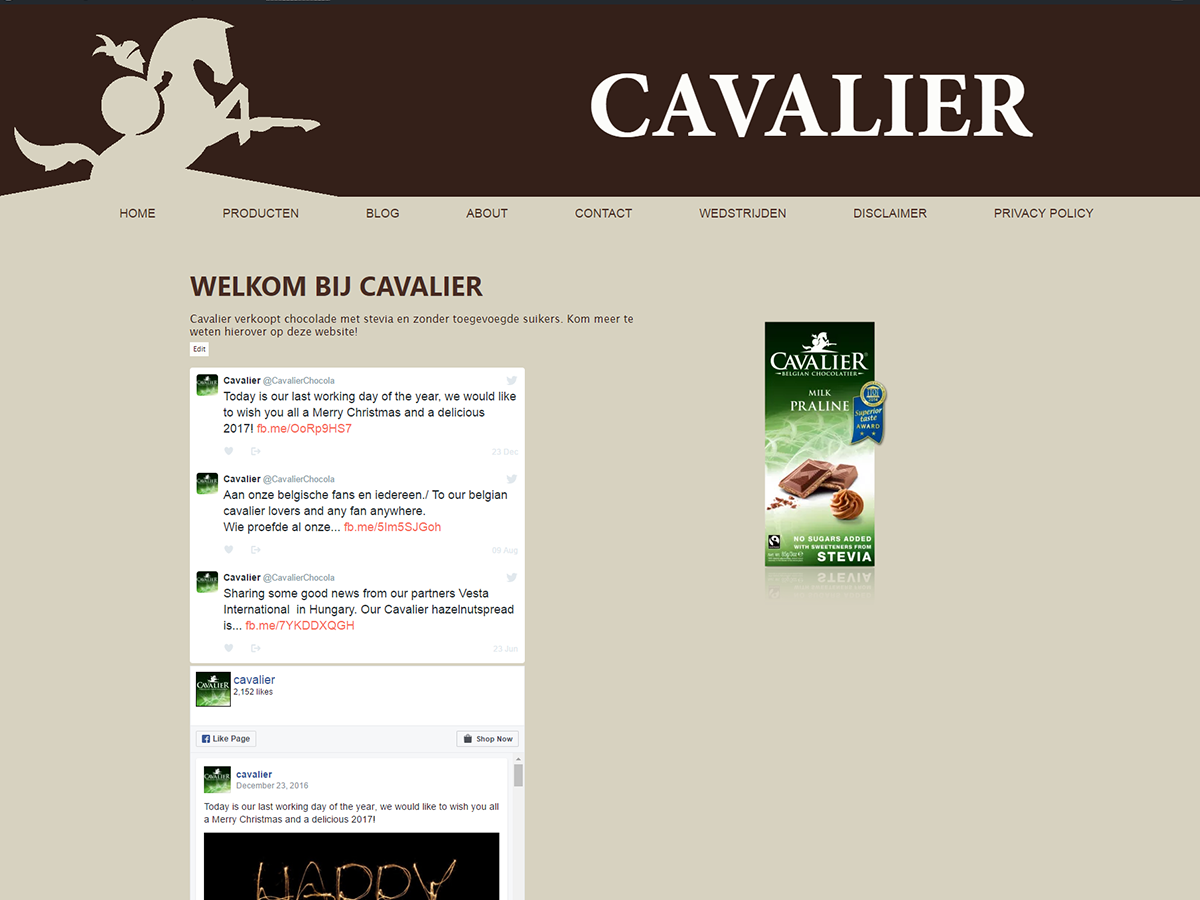 CAVALIER
HOME PRODUCTEN BLOG ABOUT CONTACT WEDSTRIJDEN DISCLAIMER PRIVACY POLICY
WELKOM BIJ CAVALIER
Cavalier verkoopt chocolade met stevia en zonder toegevoegde suikers. Kom meer te
weten hierover op deze website!
Edit
Cavalier @CavalierChocola
Today is our last working day of the year, we would like
to wish you all a Merry Christmas and a delicious
2017! fb.me/OoRp9HS7
23 Dec
Cavalier @CavalierChocola
Aan onze belgische fans en iedereen./ To our belgian
cavalier lovers and any fan anywhere.
Wie proefde al onze... fb.me/5Im5SJGoh
09 Aug
Cavalier @CavalierChocola
Sharing some good news from our partners Vesta
International in Hungary. Our Cavalier hazelnutspread
is... fb.me/7YKDDXQGH
23 Jun
CAVALIER
cavalier
2,152 likes
Like Page Shop Now
cavalier
December 23, 2016
Today is our last working day of the year, we would like to wish you all
a Merry Christmas and a delicious 2017!
HAPPY
CAVALIER®
BELGIAN CHOCOLATIER
MILK
PRALINE
Superior
taste
AWARD
NO SUGARS ADDED
WITH SWEETENERS FROM
STEVIA